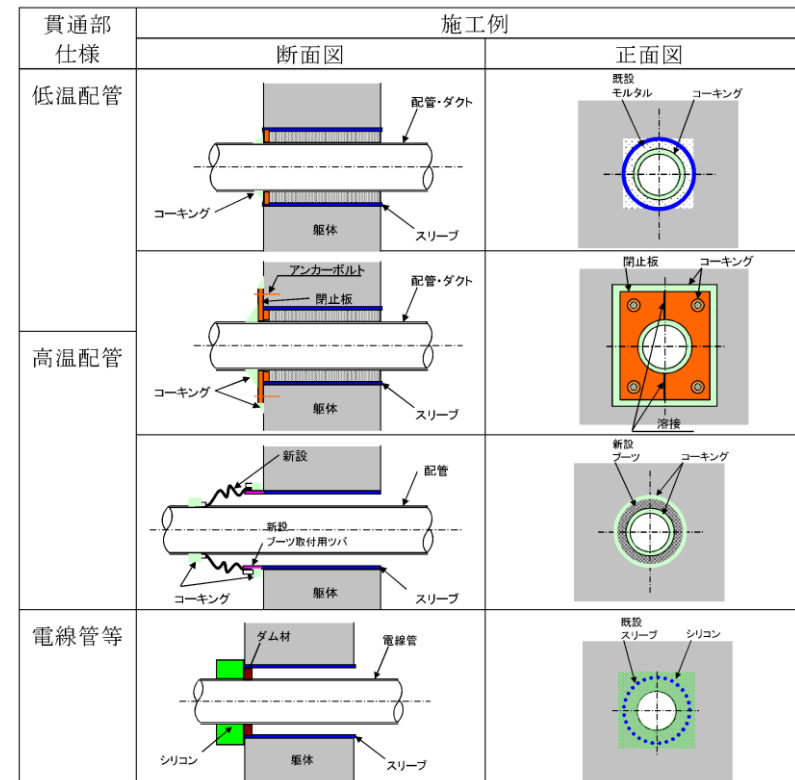 貫通部
仕様
施工例
断面図
正面図
低温配管
配管・ダクト
コーキング
躯体
スリーブ
既設
モルタル
コーキング
アンカーボルト
閉止板
配管・ダクト
コーキング
躯体
スリーブ
閉止板
コーキング
溶接
高温配管
新設
配管
新設
ブーツ取付用ツバ
コーキング
躯体
スリーブ
新設
ブーツ
コーキング
電線管等
ダム材
電線管
シリコン
躯体
スリーブ
既設
スリーブ
シリコン